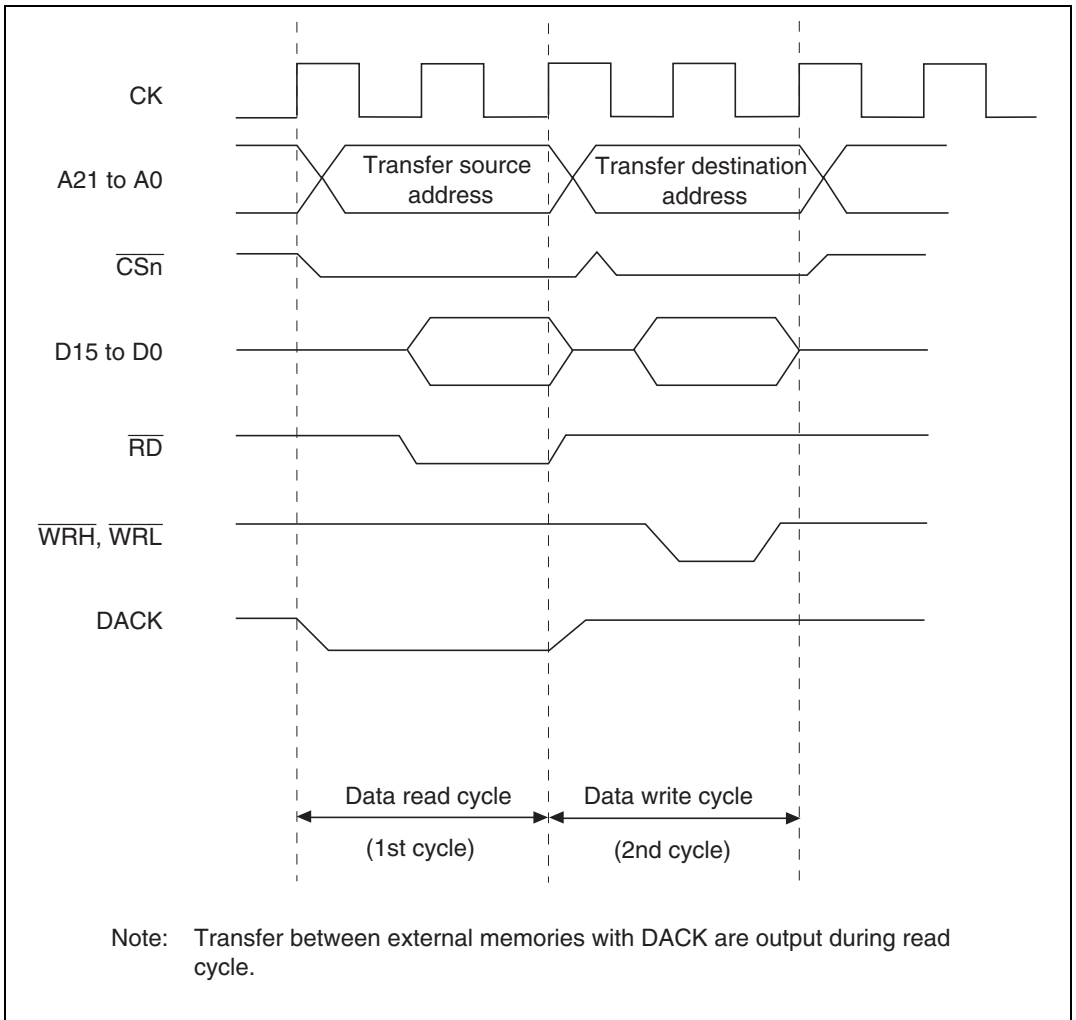 CK
A21 to A0
Transfer source
address
Transfer destination
address
CSn
D15 to D0
RD
WRH, WRL
DACK
Data read cycle
(1st cycle)
Data write cycle
(2nd cycle)
Note: Transfer between external memories with DACK are output during read
cycle.